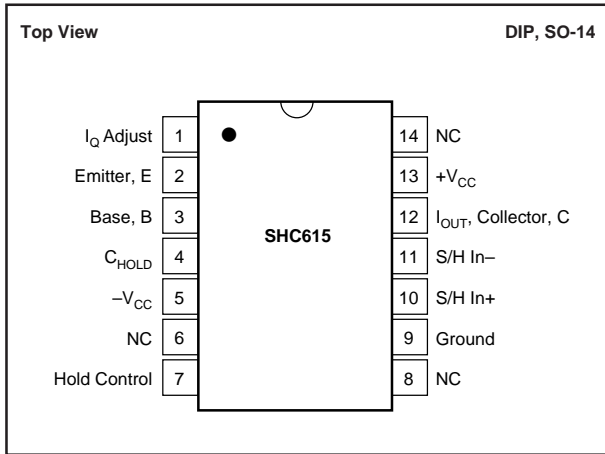 Top View DIP, SO-14
I_Q Adjust 1 14 NC
Emitter, E 2 13 +V_CC
Base, B 3 12 I_OUT, Collector, C
SHC615
C_HOLD 4 11 S/H In–
–V_CC 5 10 S/H In+
NC 6 9 Ground
Hold Control 7 8 NC